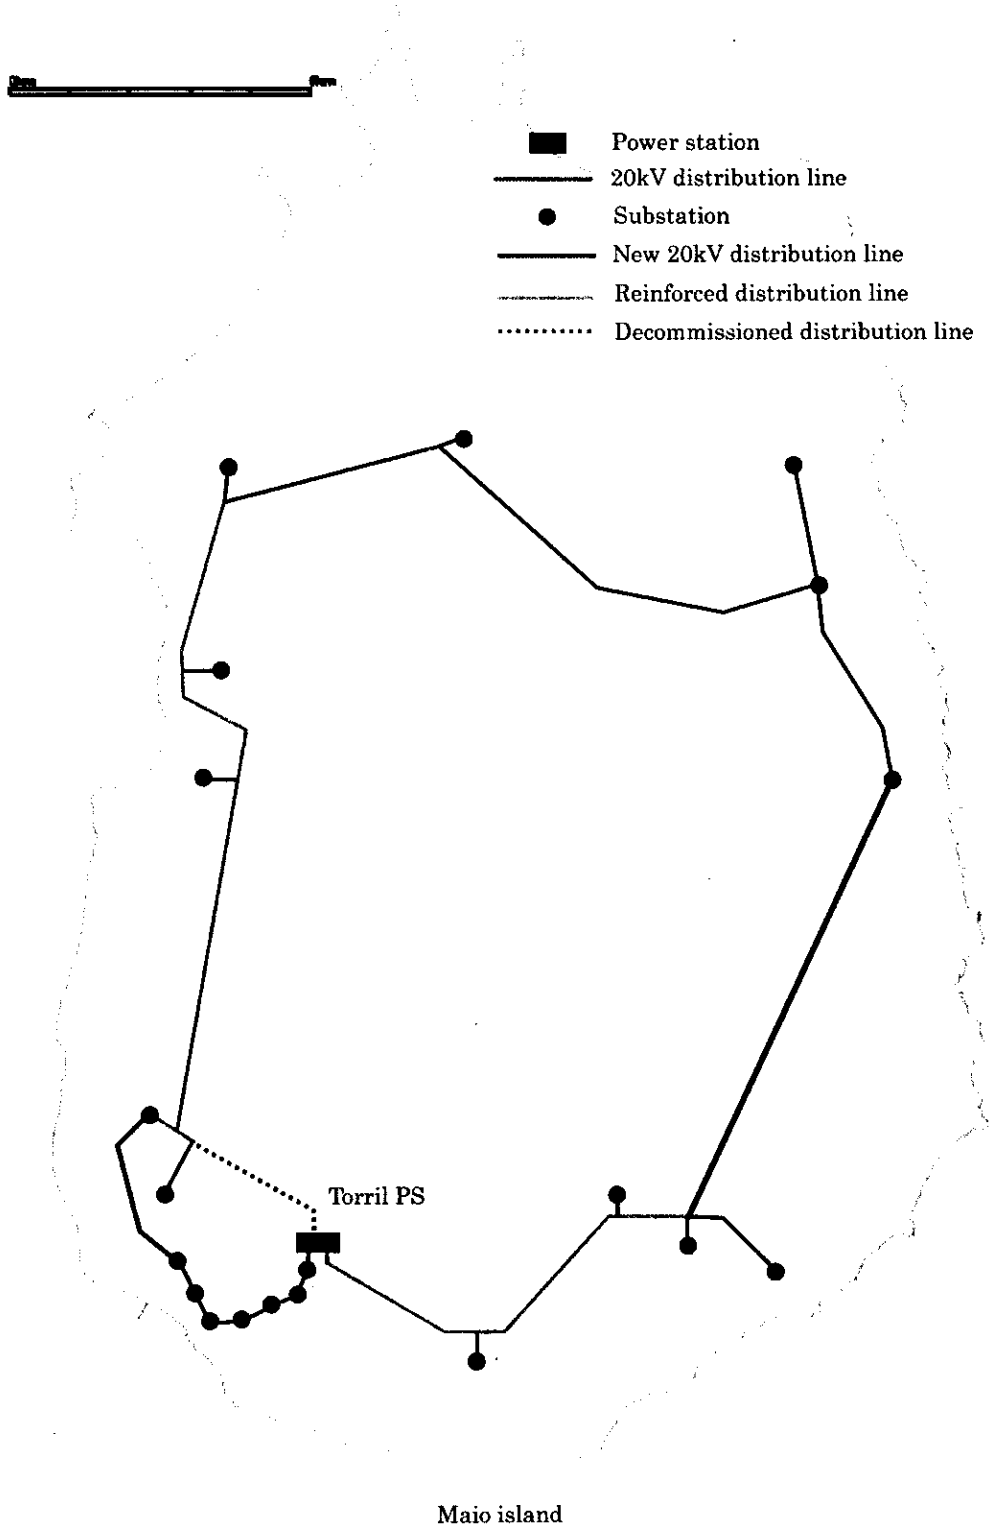 Power station
20kV distribution line
Substation
New 20kV distribution line
Reinforced distribution line
Decommissioned distribution line
Torril PS
Maio island